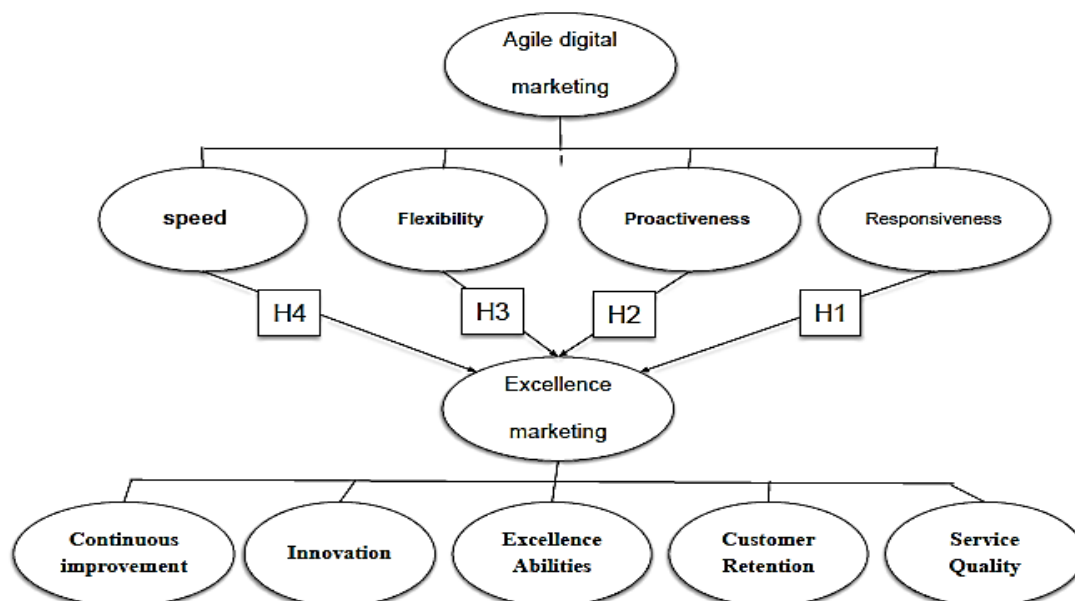 Agile digital
marketing
speed
Flexibility
Proactiveness
Responsiveness
H4
H3
H2
H1
Excellence
marketing
Continuous
improvement
Innovation
Excellence
Abilities
Customer
Retention
Service
Quality